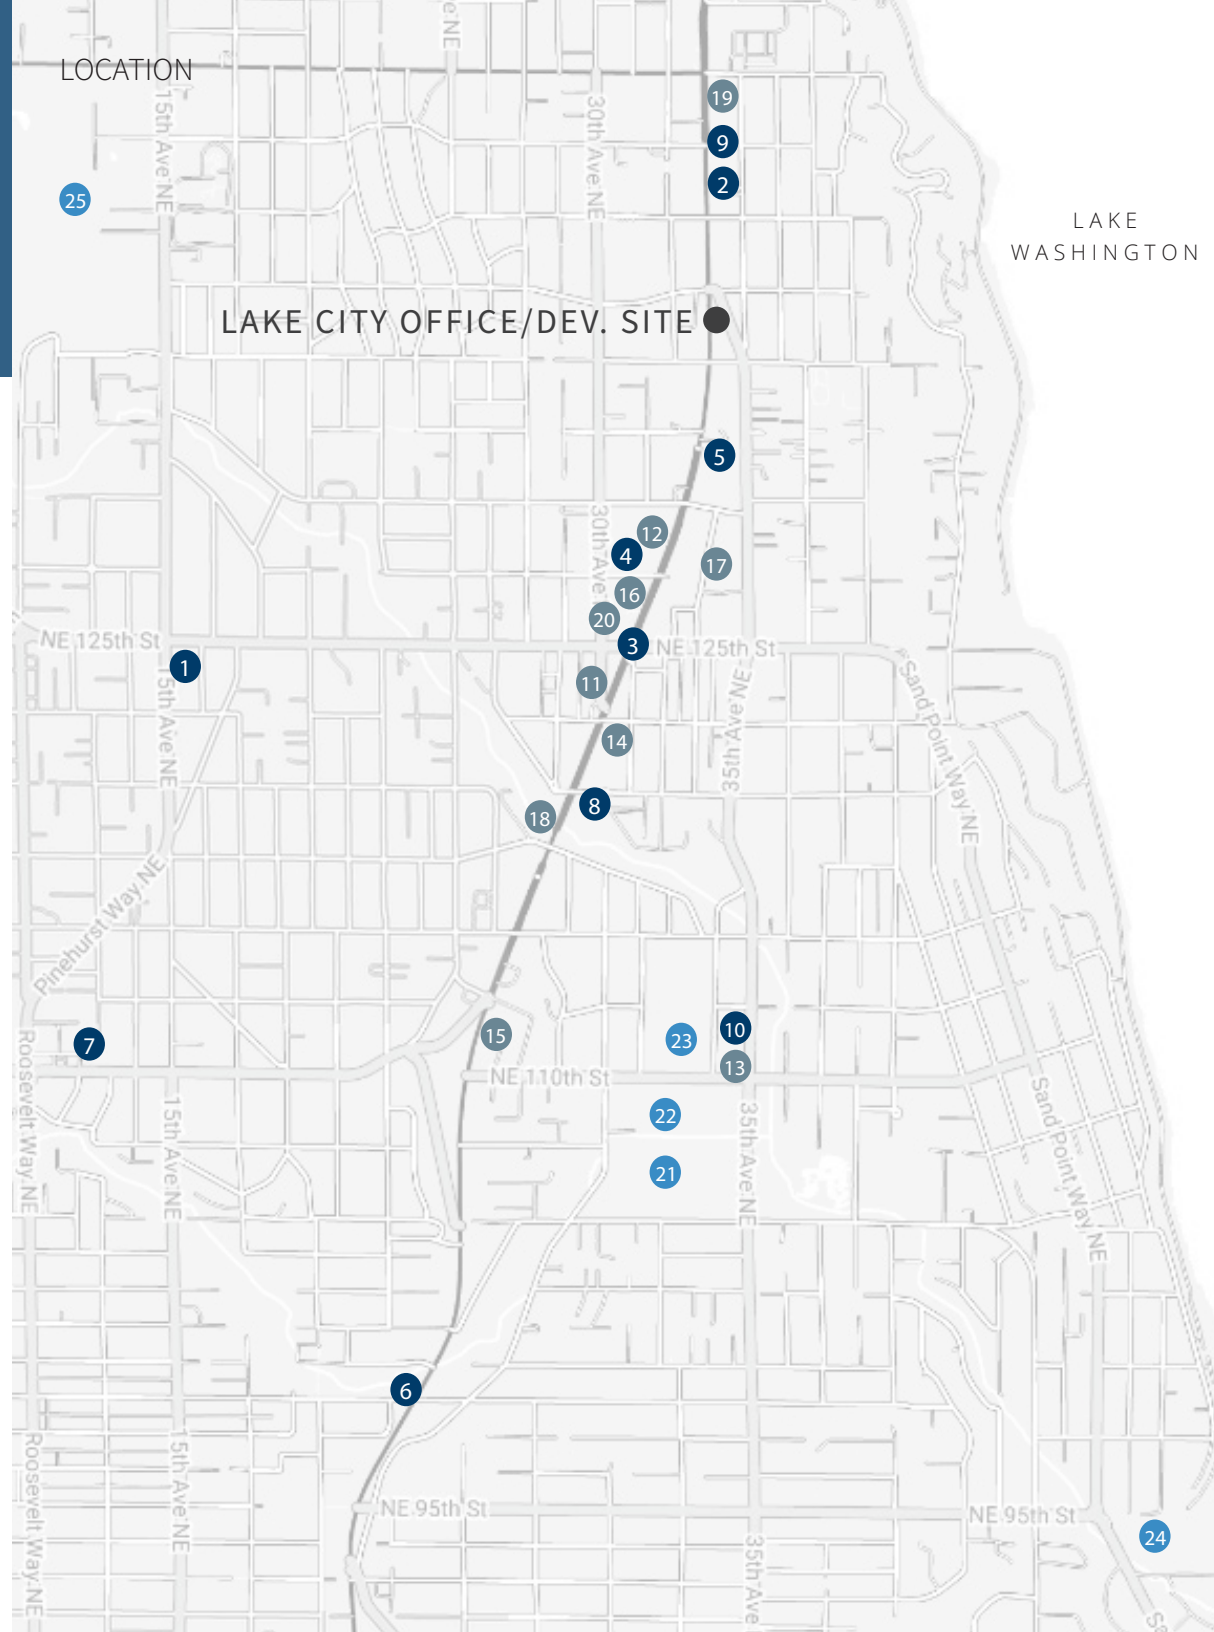 e NE
LOCATION
19
15th Ave NE
30th Ave NE
9
2
25
LAKE
WASHINGTON
LAKE CITY OFFICE/DEV. SITE
5
30th Ave
12
4
17
16
20
NE 125th St
3
NE 125th St
1
15th Ave NE
11
Sand Point Way NE
35th Ave NE
14
8
18
Pinehurst Way NE
10
15
23
7
13
NE 110th St
Roosevelt Way NE
15th Ave NE
22
35th Ave NE
Sand Point Way NE
21
6
Roosevelt Way NE
15th Ave NE
NE 95th St
NE 95th St
24
35th Ave
Sa